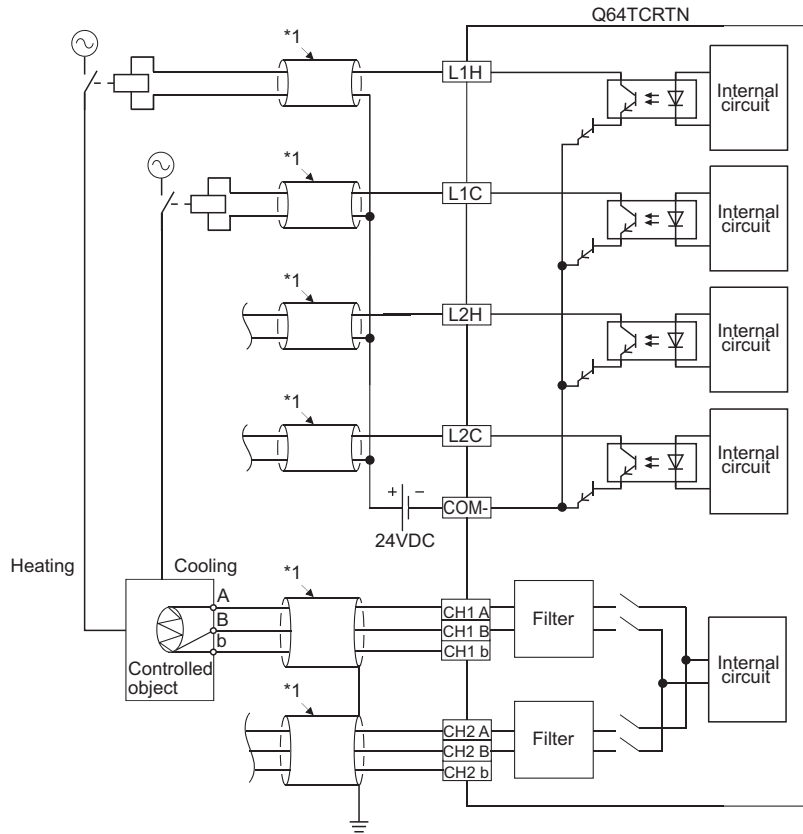 Q64TCRTN
*1
L1H
Internal
circuit
*1
L1C
Internal
circuit
*1
L2H
Internal
circuit
*1
L2C
Internal
circuit
+
−
COM-
24VDC
Heating
Cooling
*1
A
B
b
Controlled
object
CH1 A
CH1 B
CH1 b
Filter
Internal
circuit
*1
CH2 A
CH2 B
CH2 b
Filter